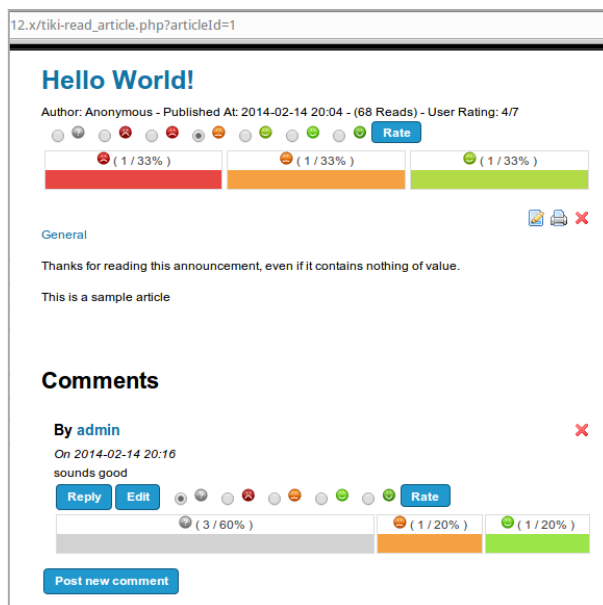 12.x/tiki-read_article.php?articleId=1
Hello World!
Author: Anonymous - Published At: 2014-02-14 20:04 - (68 Reads) - User Rating: 4/7
Rate
( 1 / 33% ) ( 1 / 33% ) ( 1 / 33% )
General
Thanks for reading this announcement, even if it contains nothing of value.
This is a sample article
Comments
By admin
On 2014-02-14 20:16
sounds good
Reply Edit Rate
( 3 / 60% ) ( 1 / 20% ) ( 1 / 20% )
Post new comment